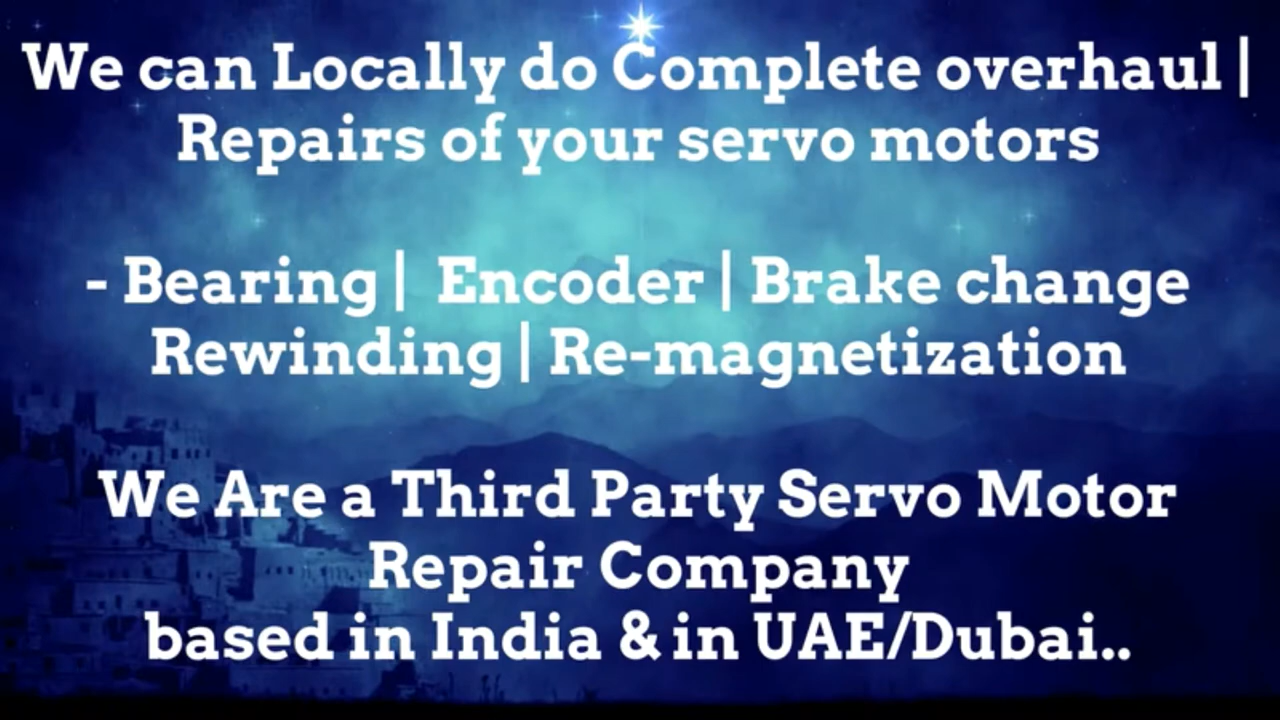 We can Locally do Complete overhaul |
Repairs of your servo motors
- Bearing | Encoder | Brake change
Rewinding | Re-magnetization
We Are a Third Party Servo Motor
Repair Company
based in India & in UAE/Dubai..